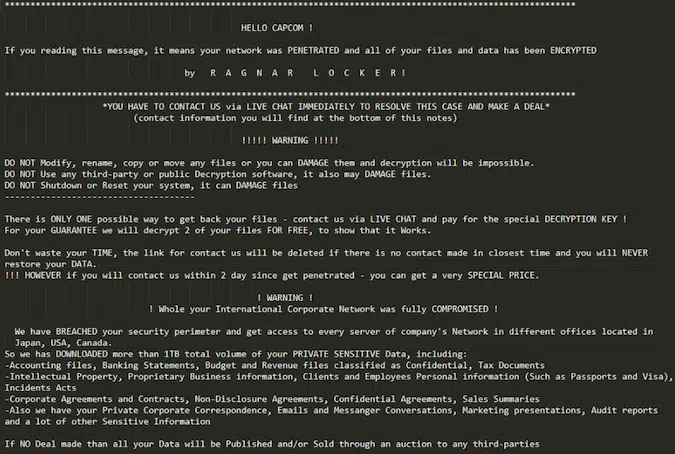 ***************************************************************************************************************
HELLO CAPCOM !
If you reading this message, it means your network was PENETRATED and all of your files and data has been ENCRYPTED
by R A G N A R L O C K E R !
***************************************************************************************************************
*YOU HAVE TO CONTACT US via LIVE CHAT IMMEDIATELY TO RESOLVE THIS CASE AND MAKE A DEAL*
(contact information you will find at the bottom of this notes)
!!!!! WARNING !!!!!
DO NOT Modify, rename, copy or move any files or you can DAMAGE them and decryption will be impossible.
DO NOT Use any third-party or public Decryption software, it also may DAMAGE files.
DO NOT Shutdown or Reset your system, it can DAMAGE files
-------------------------------------
There is ONLY ONE possible way to get back your files - contact us via LIVE CHAT and pay for the special DECRYPTION KEY !
For your GUARANTEE we will decrypt 2 of your files FOR FREE, to show that it Works.
Don't waste your TIME, the link for contact us will be deleted if there is no contact made in closest time and you will NEVER
restore your DATA.
!!! HOWEVER if you will contact us within 2 day since get penetrated - you can get a very SPECIAL PRICE.
! WARNING !
! Whole your International Corporate Network was fully COMPROMISED !
We have BREACHED your security perimeter and get access to every server of company's Network in different offices located in
Japan, USA, Canada.
So we has DOWNLOADED more than 1TB total volume of your PRIVATE SENSITIVE Data, including:
-Accounting files, Banking Statements, Budget and Revenue files classified as Confidential, Tax Documents
-Intellectual Property, Proprietary Business information, Clients and Employees Personal information (Such as Passports and Visa),
Incidents Acts
-Corporate Agreements and Contracts, Non-Disclosure Agreements, Confidential Agreements, Sales Summaries
-Also we have your Private Corporate Correspondence, Emails and Messanger Conversations, Marketing presentations, Audit reports
and a lot of other Sensitive Information
If NO Deal made than all your Data will be Published and/or Sold through an auction to any third-parties